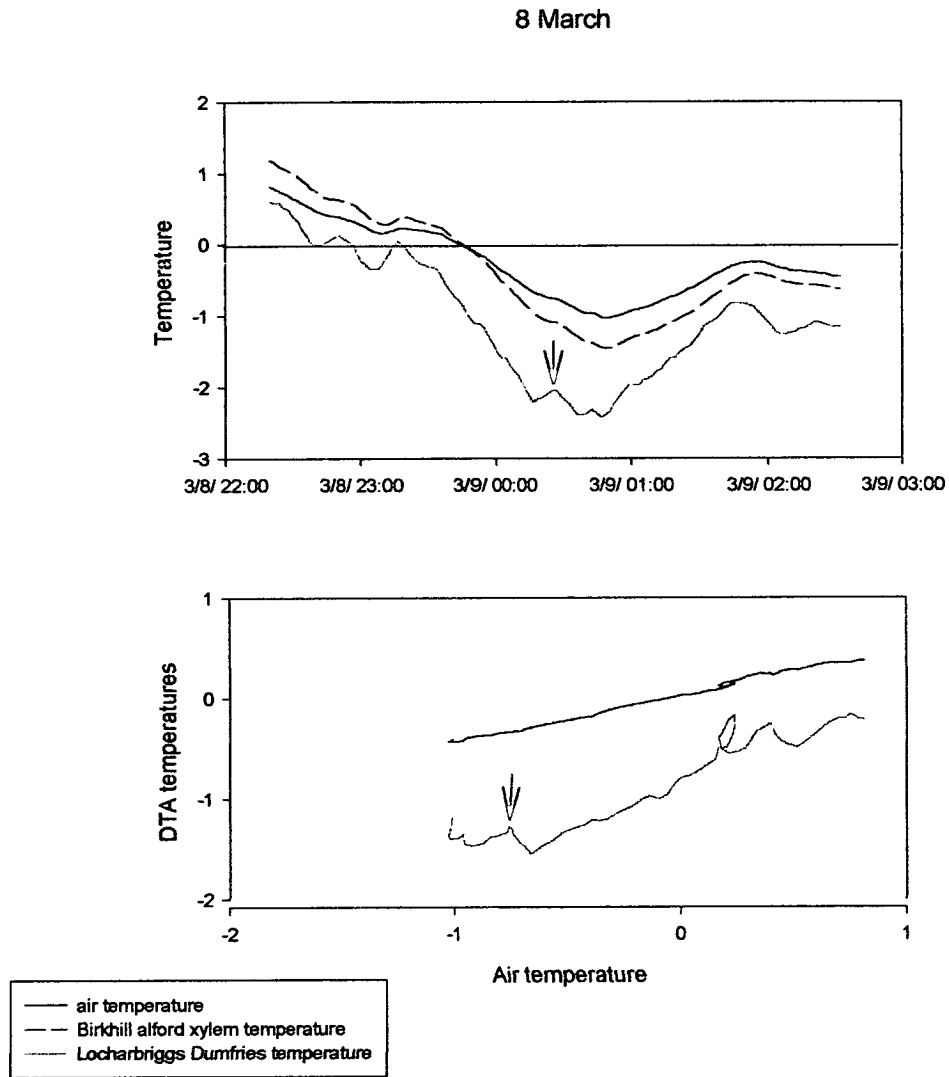 8 March
2
1
0
-1
-2
-3
Temperature
3/8/ 22:00
3/8/ 23:00
3/9/ 00:00
3/9/ 01:00
3/9/ 02:00
3/9/ 03:00
1
0
-1
-2
DTA temperatures
-2
-1
0
1
Air temperature
air temperature
Birkhill alford xylem temperature
Locharbriggs Dumfries temperature